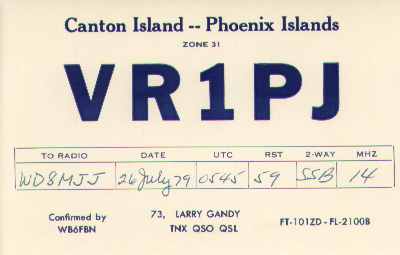 Canton Island -- Phoenix Islands
ZONE 31
VR1PJ
TO RADIO DATE UTC RST 2-WAY MHZ
WD8MJJ 26 July 79 0545 59 SSB 14
Confirmed by
WB6FBN
73, LARRY GANDY
TNX QSO QSL
FT-101ZD - FL-2100B